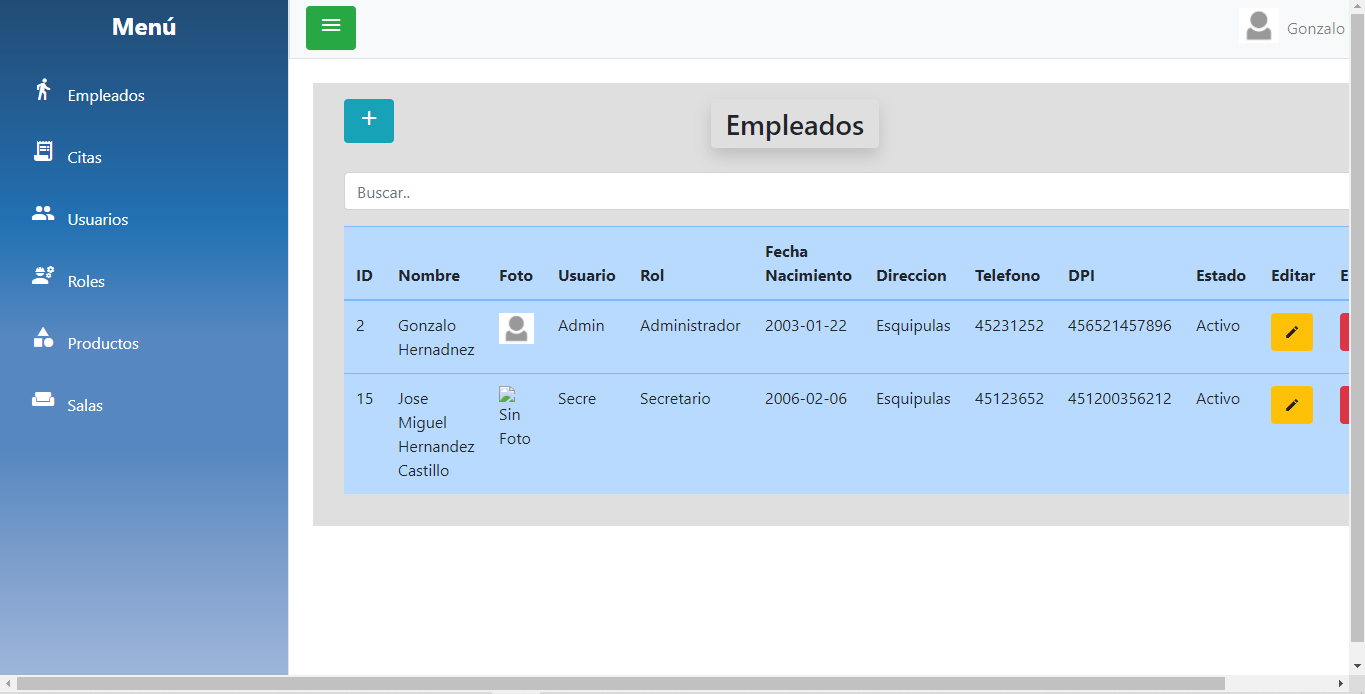 Menú
Empleados
Citas
Usuarios
Roles
Productos
Salas
Gonzalo
Empleados
Buscar..
ID Nombre Foto Usuario Rol Fecha Nacimiento Direccion Telefono DPI Estado Editar E
2 Gonzalo Hernadnez Admin Administrador 2003-01-22 Esquipulas 45231252 456521457896 Activo
15 Jose Miguel Hernandez Castillo Sin Foto Secre Secretario 2006-02-06 Esquipulas 45123652 451200356212 Activo